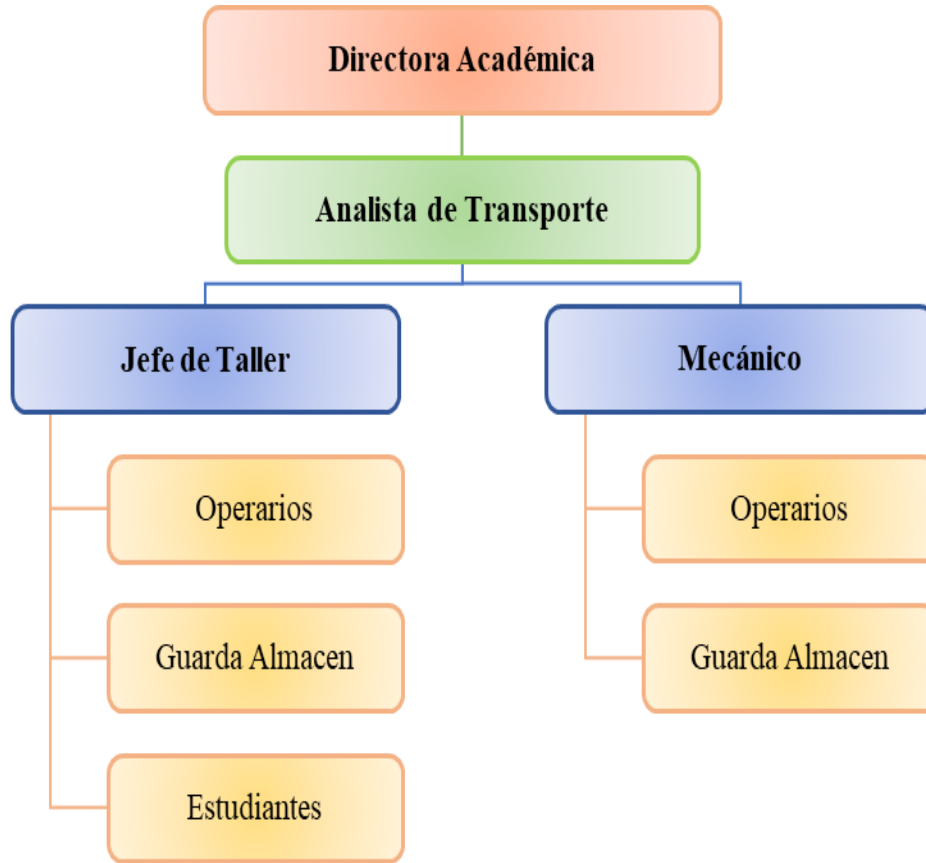 Directora Académica
Analista de Transporte
Jefe de Taller
Mecánico
Operarios
Operarios
Guarda Almacen
Guarda Almacen
Estudiantes